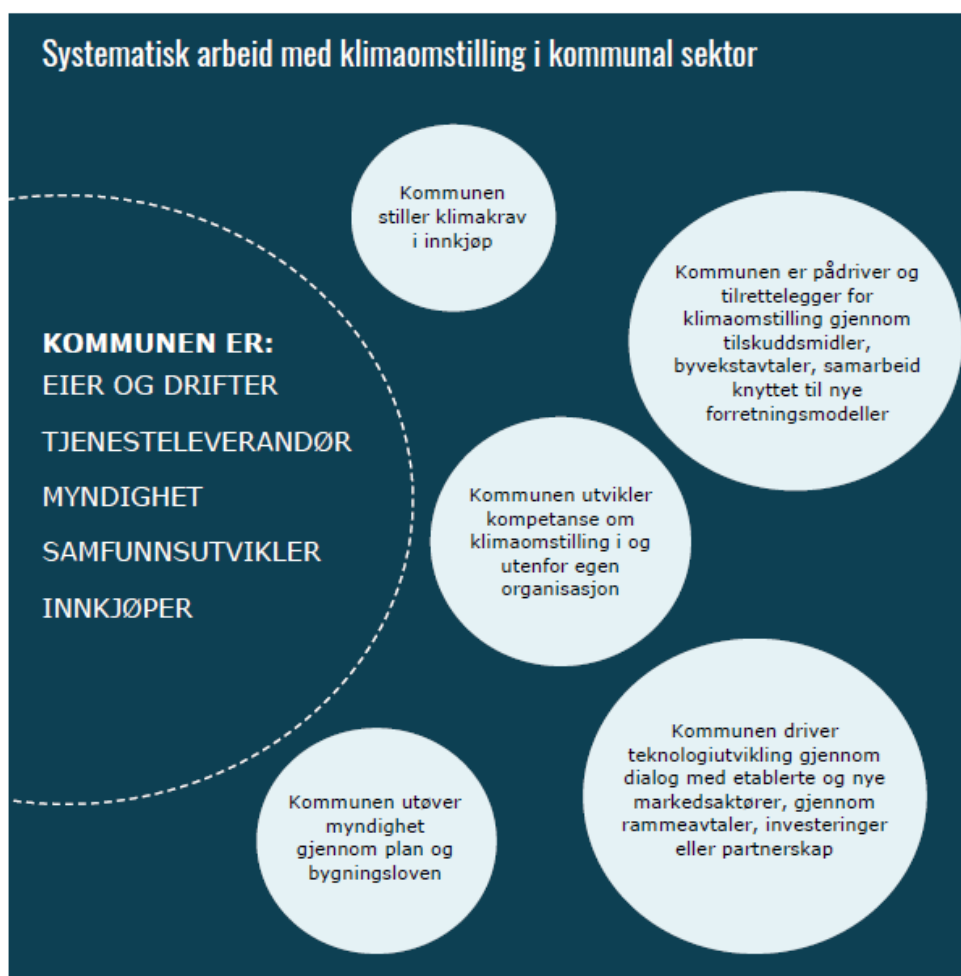 Systematisk arbeid med klimaomstilling i kommunal sektor
KOMMUNEN ER:
EIER OG DRIFTER
TJENESTELEVERANDØR
MYNDIGHET
SAMFUNNSUTVIKLER
INNKJØPER
Kommunen
stiller klimakrav
i innkjøp
Kommunen er pådriver og
tilrettelegger for
klimaomstilling gjennom
tilskuddsmidler,
byvekstavtaler, samarbeid
knyttet til nye
forretningsmodeller
Kommunen utvikler
kompetanse om
klimaomstilling i og
utenfor egen
organisasjon
Kommunen driver
teknologiutvikling gjennom
dialog med etablerte og nye
markedsaktører, gjennom
rammeavtaler, investeringer
eller partnerskap
Kommunen utøver
myndighet
gjennom plan og
bygningsloven